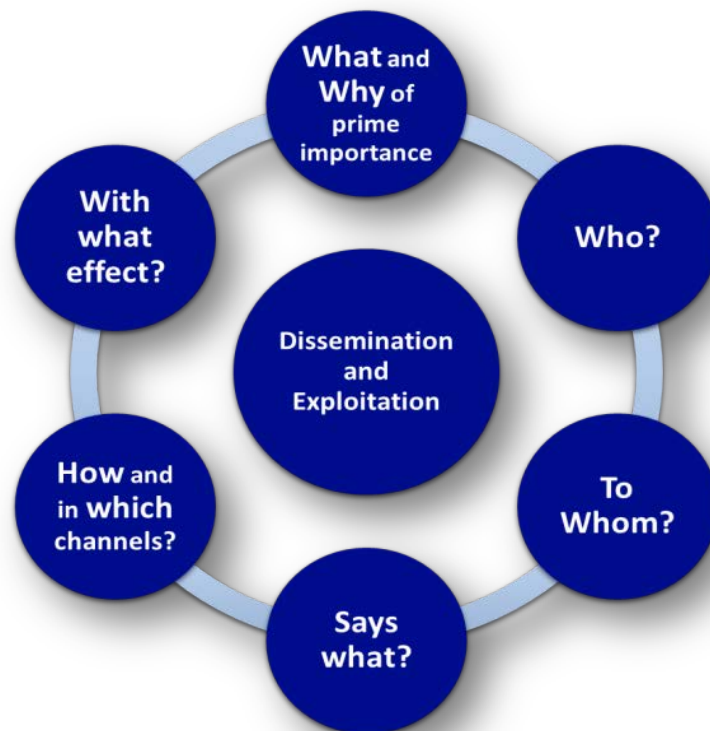 What and
Why of
prime
importance
Who?
To
Whom?
Says
what?
How and
in which
channels?
With
what
effect?
Dissemination
and
Exploitation